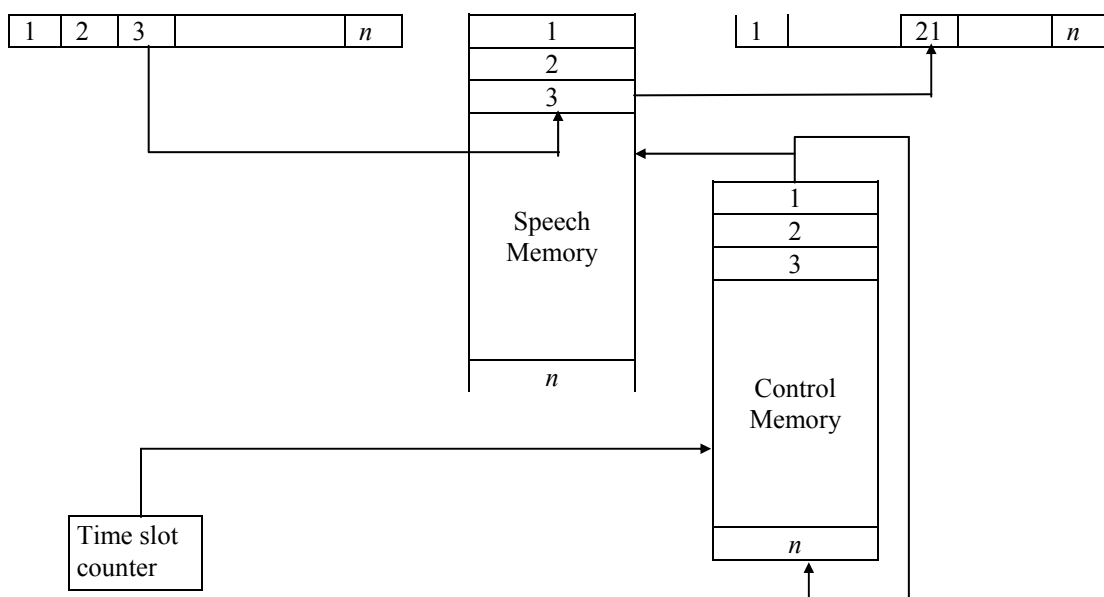 1 2 3 n
1
2
3
Speech
Memory
n
1 21 n
1
2
3
Control
Memory
n
Time slot
counter